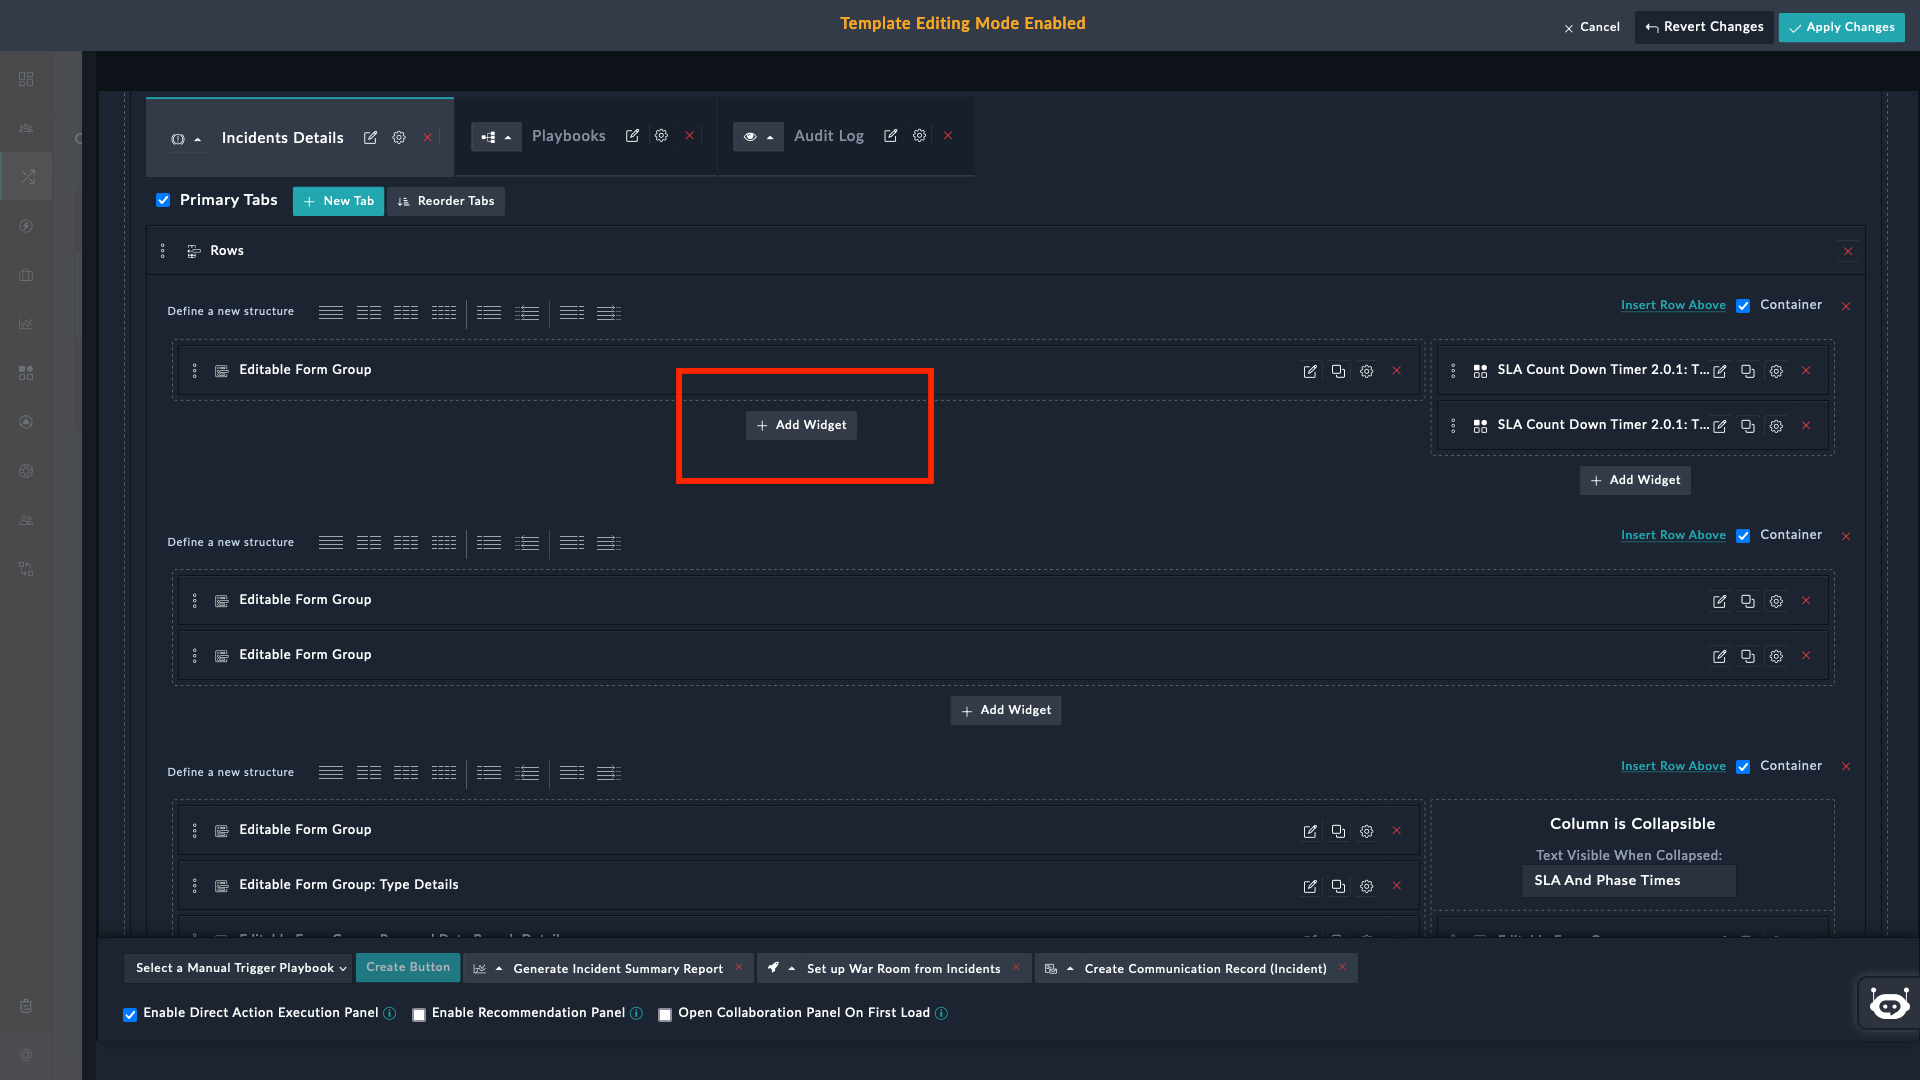 Template Editing Mode Enabled
Cancel
Revert Changes
Apply Changes
Incidents Details
Playbooks
Audit Log
Primary Tabs
New Tab
Reorder Tabs
Rows
Define a new structure
Insert Row Above
Container
Editable Form Group
SLA Count Down Timer 2.0.1: T...
Add Widget
SLA Count Down Timer 2.0.1: T...
Add Widget
Define a new structure
Insert Row Above
Container
Editable Form Group
Editable Form Group
Add Widget
Define a new structure
Insert Row Above
Container
Editable Form Group
Column is Collapsible
Text Visible When Collapsed:
SLA And Phase Times
Editable Form Group: Type Details
Select a Manual Trigger Playbook
Create Button
Generate Incident Summary Report
Set up War Room from Incidents
Create Communication Record (Incident)
Enable Direct Action Execution Panel
Enable Recommendation Panel
Open Collaboration Panel On First Load